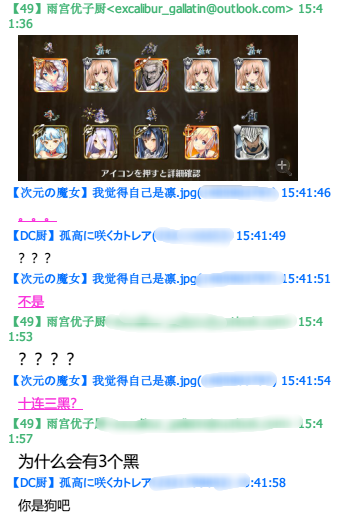 【49】雨宫优子厨<excalibur_gallatin@outlook.com> 15:4
1:36
アイコンを押すと詳細確認
【次元の魔女】我觉得自己是凛.jpg( 15:41:46
。。。
【DC厨】孤高に咲くカトレア( 15:41:49
？？？
【次元の魔女】我觉得自己是凛.jpg( 15:41:51
不是
【49】雨宫优子厨 15:4
1:53
？？？？
【次元の魔女】我觉得自己是凛.jpg( 15:41:54
十连三黑?
【49】雨宫优子厨 15:4
1:57
为什么会有3个黑
【DC厨】孤高に咲くカトレア 15:41:58
你是狗吧